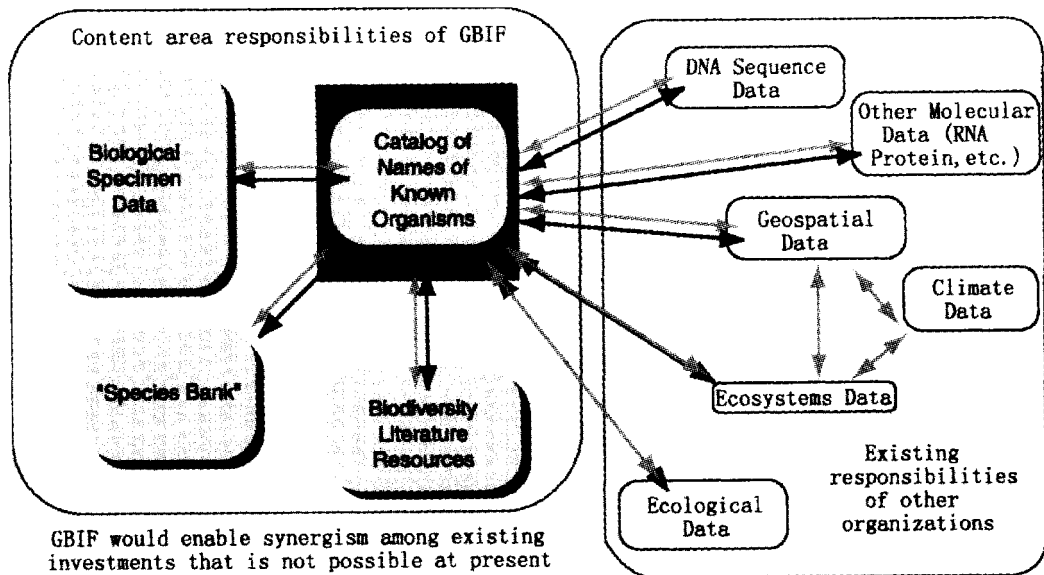 Content area responsibilities of GBIF
Biological
Specimen
Data
Catalog of
Names of
Known
Organisms
"Species Bank"
Biodiversity
Literature
Resources
GBIF would enable synergism among existing
investments that is not possible at present
DNA Sequence
Data
Other Molecular
Data (RNA
Protein, etc.)
Geospatial
Data
Climate
Data
Ecosystems Data
Ecological
Data
Existing
responsibilities
of other
organizations